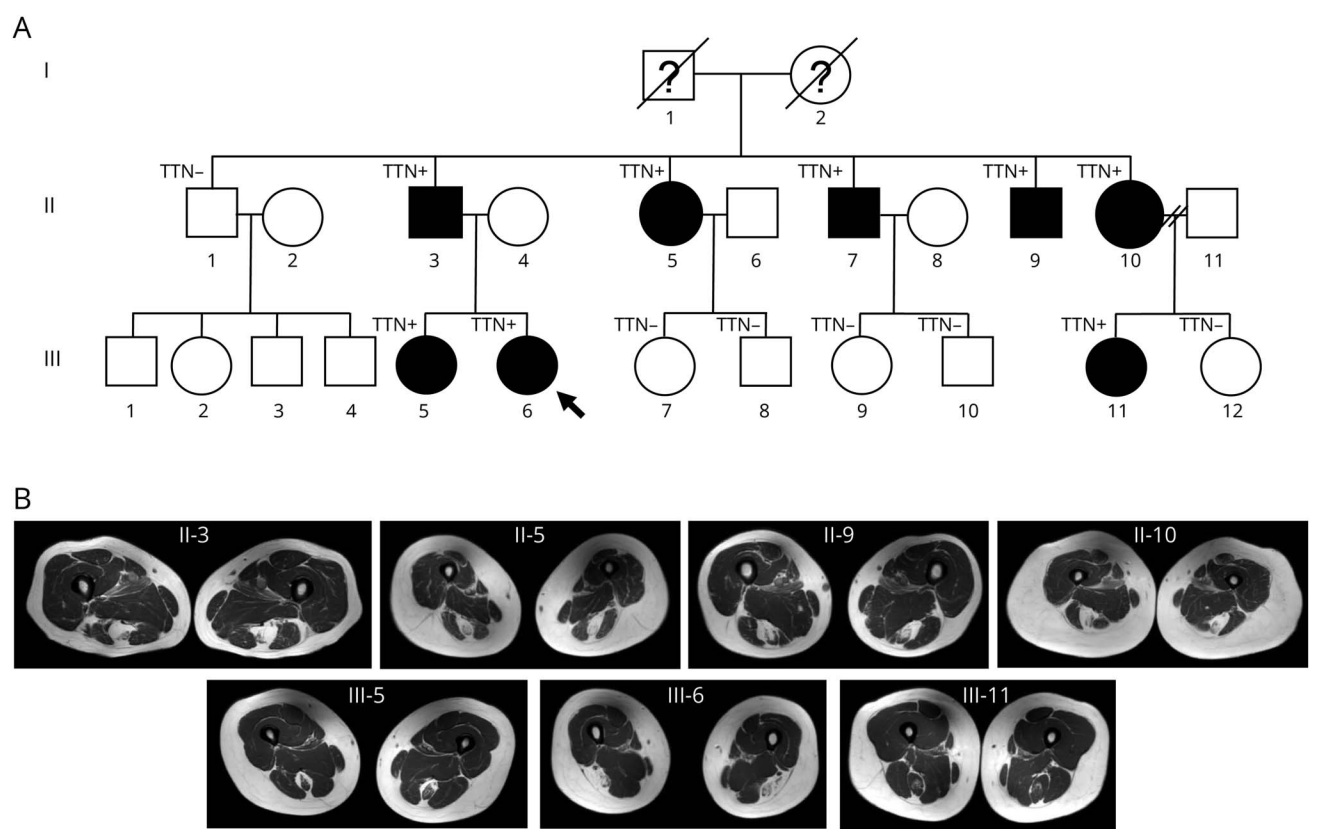 A
I
? ?
1 2
TTN– TTN+ TTN+ TTN+ TTN+ TTN+
II
1 2 3 4 5 6 7 8 9 10 11
TTN+ TTN+ TTN– TTN– TTN– TTN– TTN+ TTN–
III
1 2 3 4 5 6 7 8 9 10 11 12
B
II-3 II-5 II-9 II-10
III-5 III-6 III-11